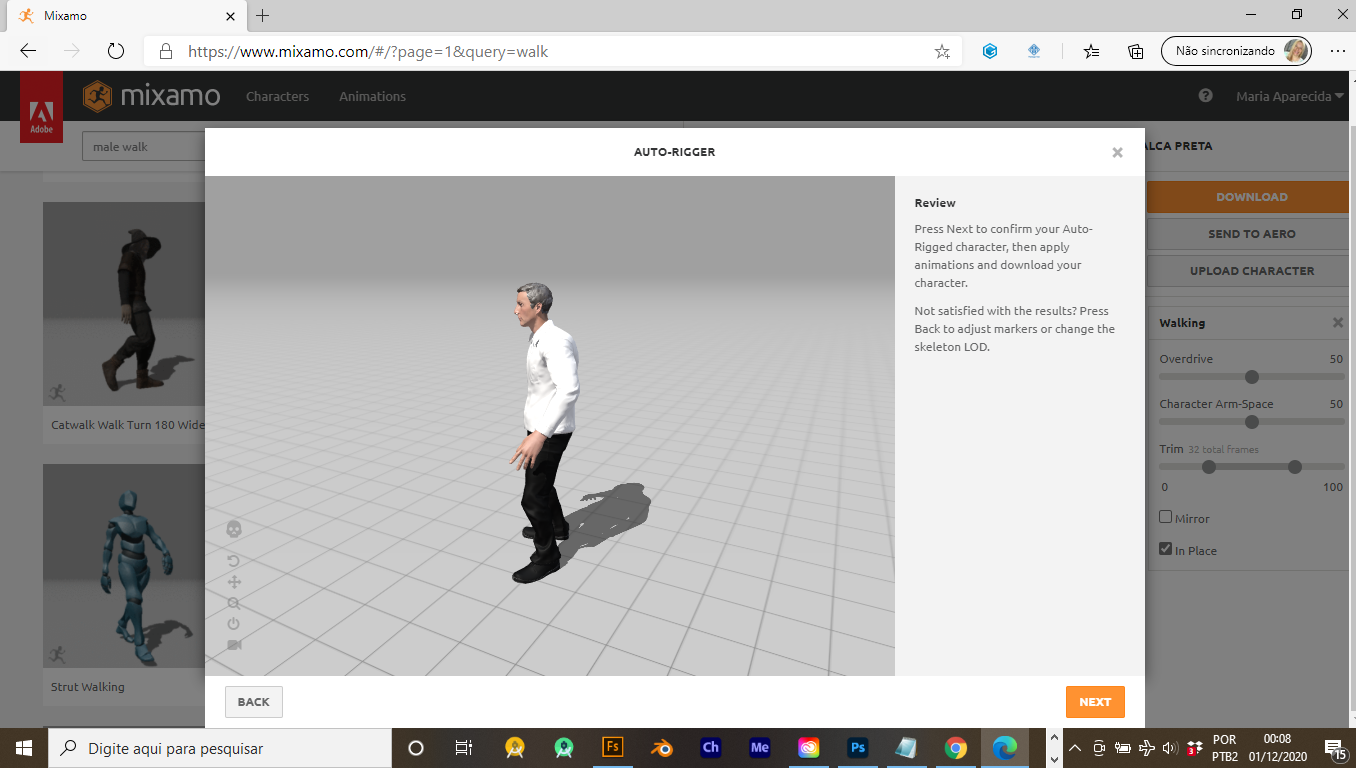 Mixamo
https://www.mixamo.com/#/?page=1&query=walk
Não sincronizando
Adobe
mixamo
Characters
Animations
?
Maria Aparecida
male walk
AUTO-RIGGER
ALCA PRETA
Review
Press Next to confirm your Auto-
Rigged character, then apply
animations and download your
character.
Not satisfied with the results? Press
Back to adjust markers or change the
skeleton LOD.
DOWNLOAD
SEND TO AERO
UPLOAD CHARACTER
Walking
Overdrive 50
Character Arm-Space 50
Trim 32 total frames
0 100
Mirror
In Place
Catwalk Walk Turn 180 Wide
Strut Walking
BACK
NEXT
Digite aqui para pesquisar
Fs
Ch
Me
Ps
3
POR
PTB2
00:08
01/12/2020
15